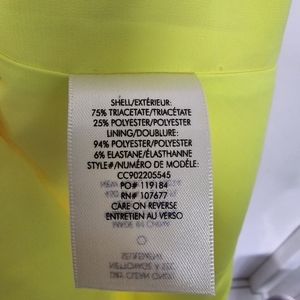 SHELL/EXTÉRIEUR:
75% TRIACETATE/TRIACÉTATE
25% POLYESTER/POLYESTER
LINING/DOUBLURE:
94% POLYESTER/POLYESTER
6% ELASTANE/ÉLASTHANNE
STYLE#/NUMÉRO DE MODÈLE:
CC902205545
PO# 119184
RN# 107677
CARE ON REVERSE
ENTRETIEN AU VERSO